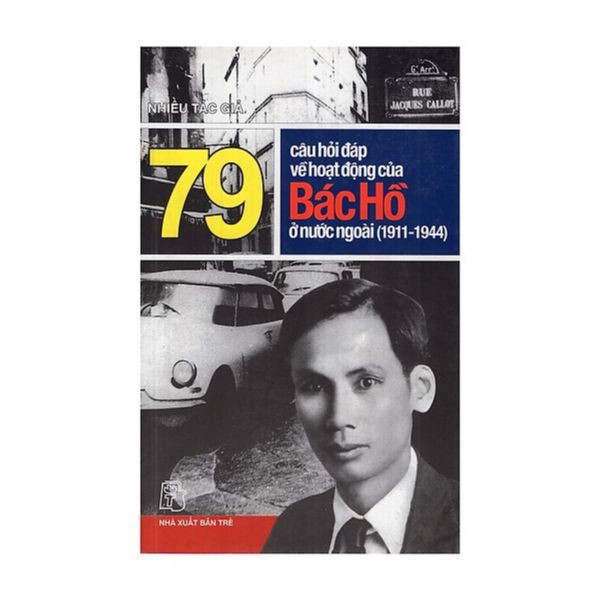 6ᵉ Arrt
RUE
JACQUES CALLOT
NHIỀU TÁC GIẢ
79
câu hỏi đáp
về hoạt động của
Bác Hồ
ở nước ngoài (1911-1944)
NHÀ XUẤT BẢN TRẺ